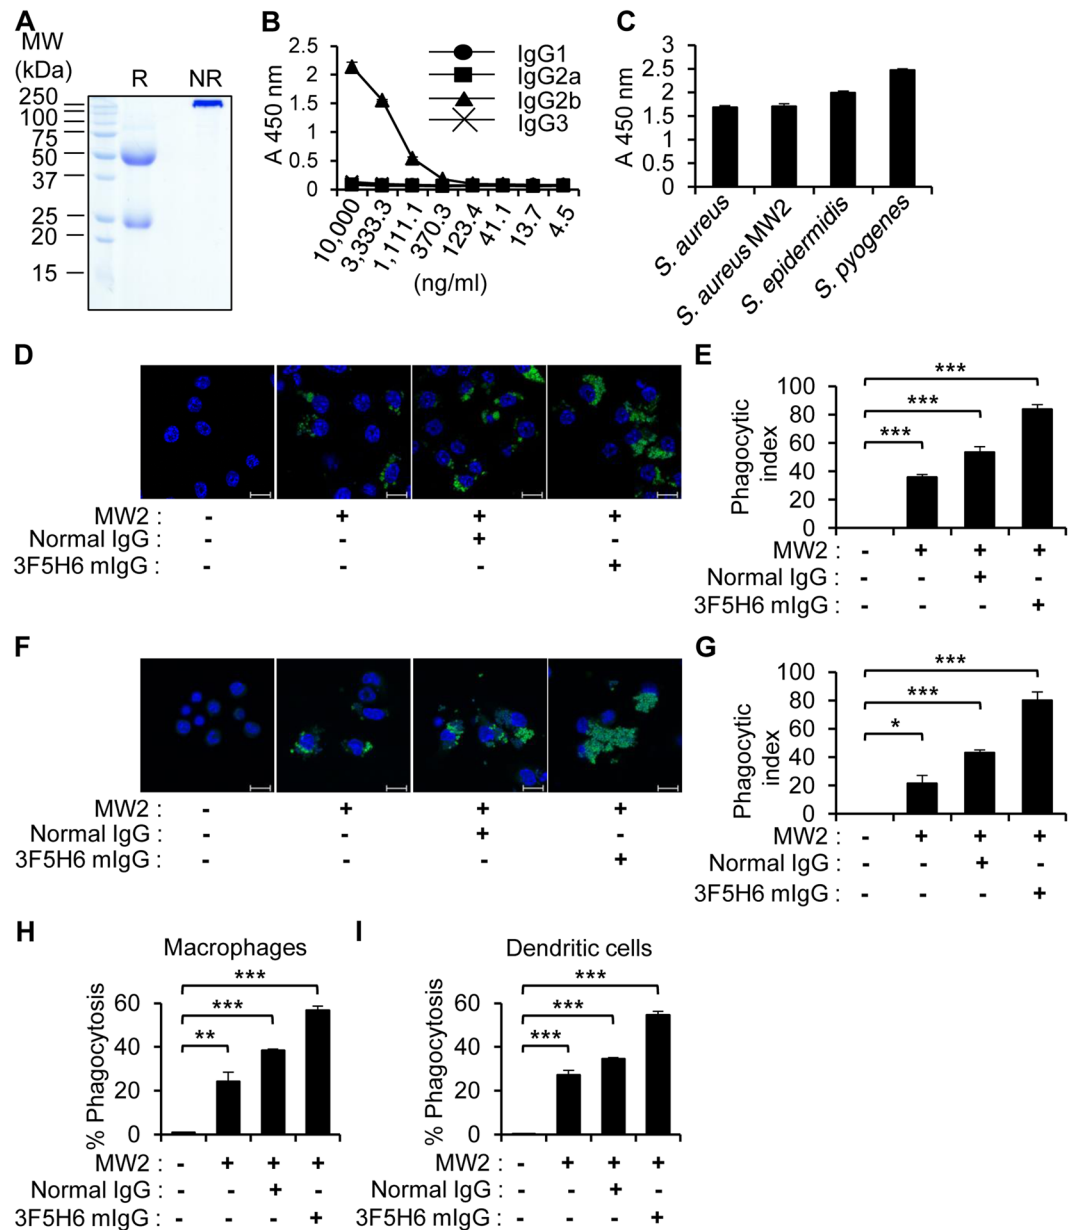 A
MW
(kDa)
R NR
250
100
75
50
37
25
20
15
B
2.5
2
1.5
1
0.5
0
A 450 nm
IgG1
IgG2a
IgG2b
IgG3
10,000
3,333.3
1,111.1
370.3
123.4
41.1
13.7
4.5
(ng/ml)
C
3
2.5
2
1.5
1
0.5
0
A 450 nm
S. aureus
S. aureus MW2
S. epidermidis
S. pyogenes
D
MW2 : - + + +
Normal IgG : - - + -
3F5H6 mIgG : - - - +
E
100
80
60
40
20
0
Phagocytic
index
***
***
***
MW2 : - + + +
Normal IgG : - - + -
3F5H6 mIgG : - - - +
F
MW2 : - + + +
Normal IgG : - - + -
3F5H6 mIgG : - - - +
G
100
80
60
40
20
0
Phagocytic
index
***
***
*
MW2 : - + + +
Normal IgG : - - + -
3F5H6 mIgG : - - - +
H
Macrophages
60
40
20
0
% Phagocytosis
***
***
**
MW2 : - + + +
Normal IgG : - - + -
3F5H6 mIgG : - - - +
I
Dendritic cells
60
40
20
0
% Phagocytosis
***
***
***
MW2 : - + + +
Normal IgG : - - + -
3F5H6 mIgG : - - - +